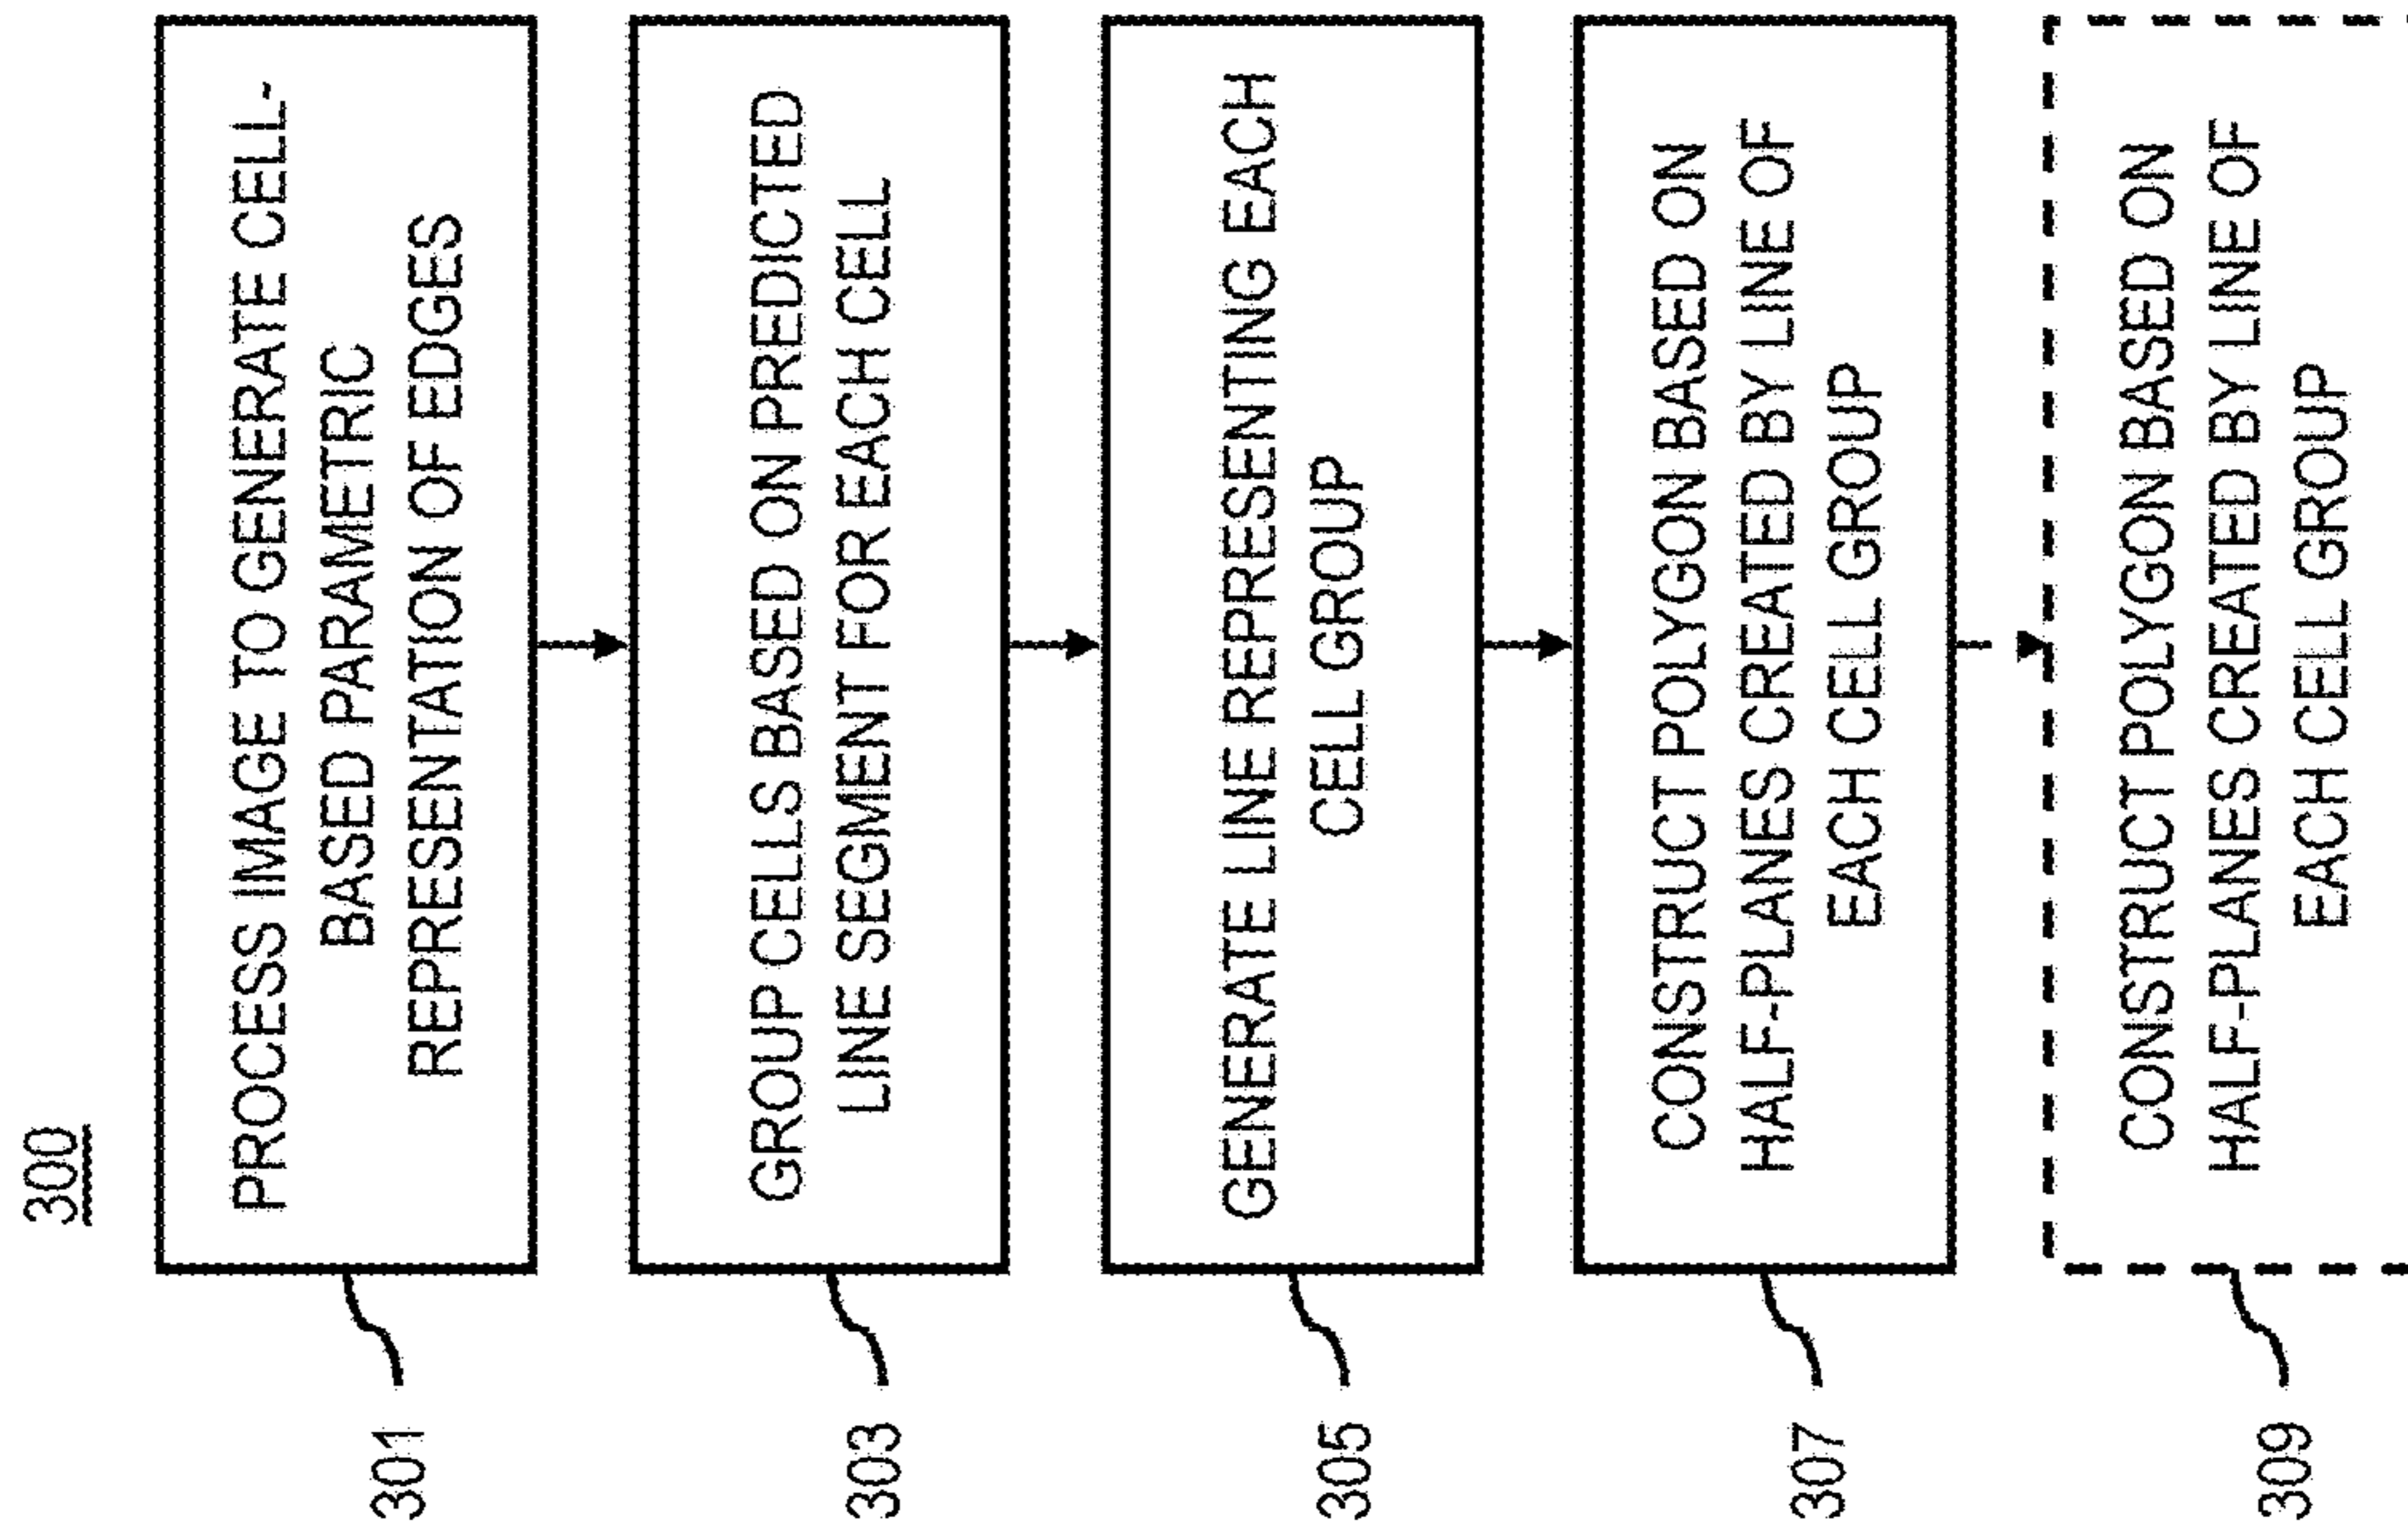 300
PROCESS IMAGE TO GENERATE CELL-
BASED PARAMETRIC
REPRESENTATION OF EDGES
301
GROUP CELLS BASED ON PREDICTED
LINE SEGMENT FOR EACH CELL
303
GENERATE LINE REPRESENTING EACH
CELL GROUP
305
CONSTRUCT POLYGON BASED ON
HALF-PLANES CREATED BY LINE OF
EACH CELL GROUP
307
CONSTRUCT POLYGON BASED ON
HALF-PLANES CREATED BY LINE OF
EACH CELL GROUP
309